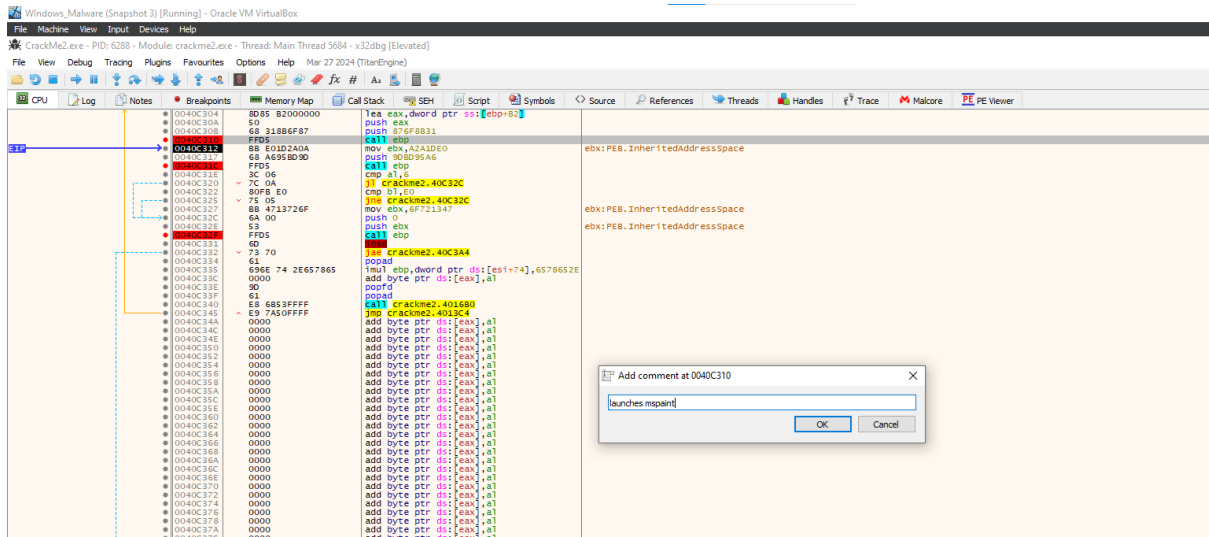 Windows_Malware (Snapshot 3) [Running] - Oracle VM VirtualBox
File Machine View Input Devices Help
CrackMe2.exe - PID: 6288 - Module: crackme2.exe - Thread: Main Thread 5684 - x32dbg [Elevated]
File View Debug Tracing Plugins Favourites Options Help Mar 27 2024 (TitanEngine)
CPU Log Notes Breakpoints Memory Map Call Stack SEH Script Symbols Source References Threads Handles Trace Malcore PE Viewer
0040C304 8D85 B2000000 lea eax,dword ptr ss:[ebp+B2]
0040C30A 50 push eax
0040C30B 68 318B6F87 push 876F8B31
0040C310 FFD5 call ebp
EIP 0040C312 BB E01D2A0A mov ebx,A2A1DE0 ebx:PEB.InheritedAddressSpace
0040C317 68 A695BD9D push 9DBD95A6
0040C31C FFD5 call ebp
0040C31E 3C 06 cmp al,6
0040C320 7C 0A jl crackme2.40C32C
0040C322 80FB E0 cmp bl,E0
0040C325 75 05 jne crackme2.40C32C
0040C327 BB 4713726F mov ebx,6F721347 ebx:PEB.InheritedAddressSpace
0040C32C 6A 00 push 0
0040C32E 53 push ebx ebx:PEB.InheritedAddressSpace
0040C32F FFD5 call ebp
0040C331 6D
0040C332 73 70 jae crackme2.40C3A4
0040C334 61 popad
0040C335 696E 74 2E657865 imul ebp,dword ptr ds:[esi+74],6578652E
0040C33C 0000 add byte ptr ds:[eax],al
0040C33E 9D popfd
0040C33F 61 popad
0040C340 E8 6B53FFFF call crackme2.4016B0
0040C345 E9 7A50FFFF jmp crackme2.4013C4
0040C34A 0000 add byte ptr ds:[eax],al
0040C34C 0000 add byte ptr ds:[eax],al
0040C34E 0000 add byte ptr ds:[eax],al
0040C350 0000 add byte ptr ds:[eax],al
0040C352 0000 add byte ptr ds:[eax],al
0040C354 0000 add byte ptr ds:[eax],al
0040C356 0000 add byte ptr ds:[eax],al
0040C358 0000 add byte ptr ds:[eax],al
0040C35A 0000 add byte ptr ds:[eax],al
0040C35C 0000 add byte ptr ds:[eax],al
0040C35E 0000 add byte ptr ds:[eax],al
0040C360 0000 add byte ptr ds:[eax],al
0040C362 0000 add byte ptr ds:[eax],al
0040C364 0000 add byte ptr ds:[eax],al
0040C366 0000 add byte ptr ds:[eax],al
0040C368 0000 add byte ptr ds:[eax],al
0040C36A 0000 add byte ptr ds:[eax],al
0040C36C 0000 add byte ptr ds:[eax],al
0040C36E 0000 add byte ptr ds:[eax],al
0040C370 0000 add byte ptr ds:[eax],al
0040C372 0000 add byte ptr ds:[eax],al
0040C374 0000 add byte ptr ds:[eax],al
0040C376 0000 add byte ptr ds:[eax],al
0040C378 0000 add byte ptr ds:[eax],al
0040C37A 0000 add byte ptr ds:[eax],al
Add comment at 0040C310
launches mspaint
OK Cancel